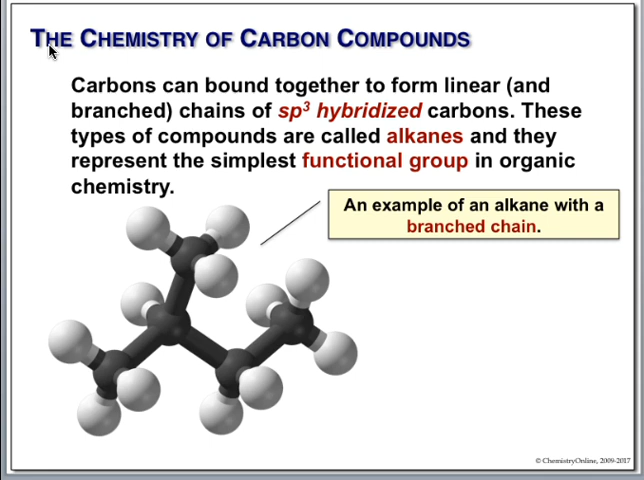 THE CHEMISTRY OF CARBON COMPOUNDS
Carbons can bound together to form linear (and
branched) chains of sp³ hybridized carbons. These
types of compounds are called alkanes and they
represent the simplest functional group in organic
chemistry.
An example of an alkane with a
branched chain.
© ChemistryOnline, 2009-2017